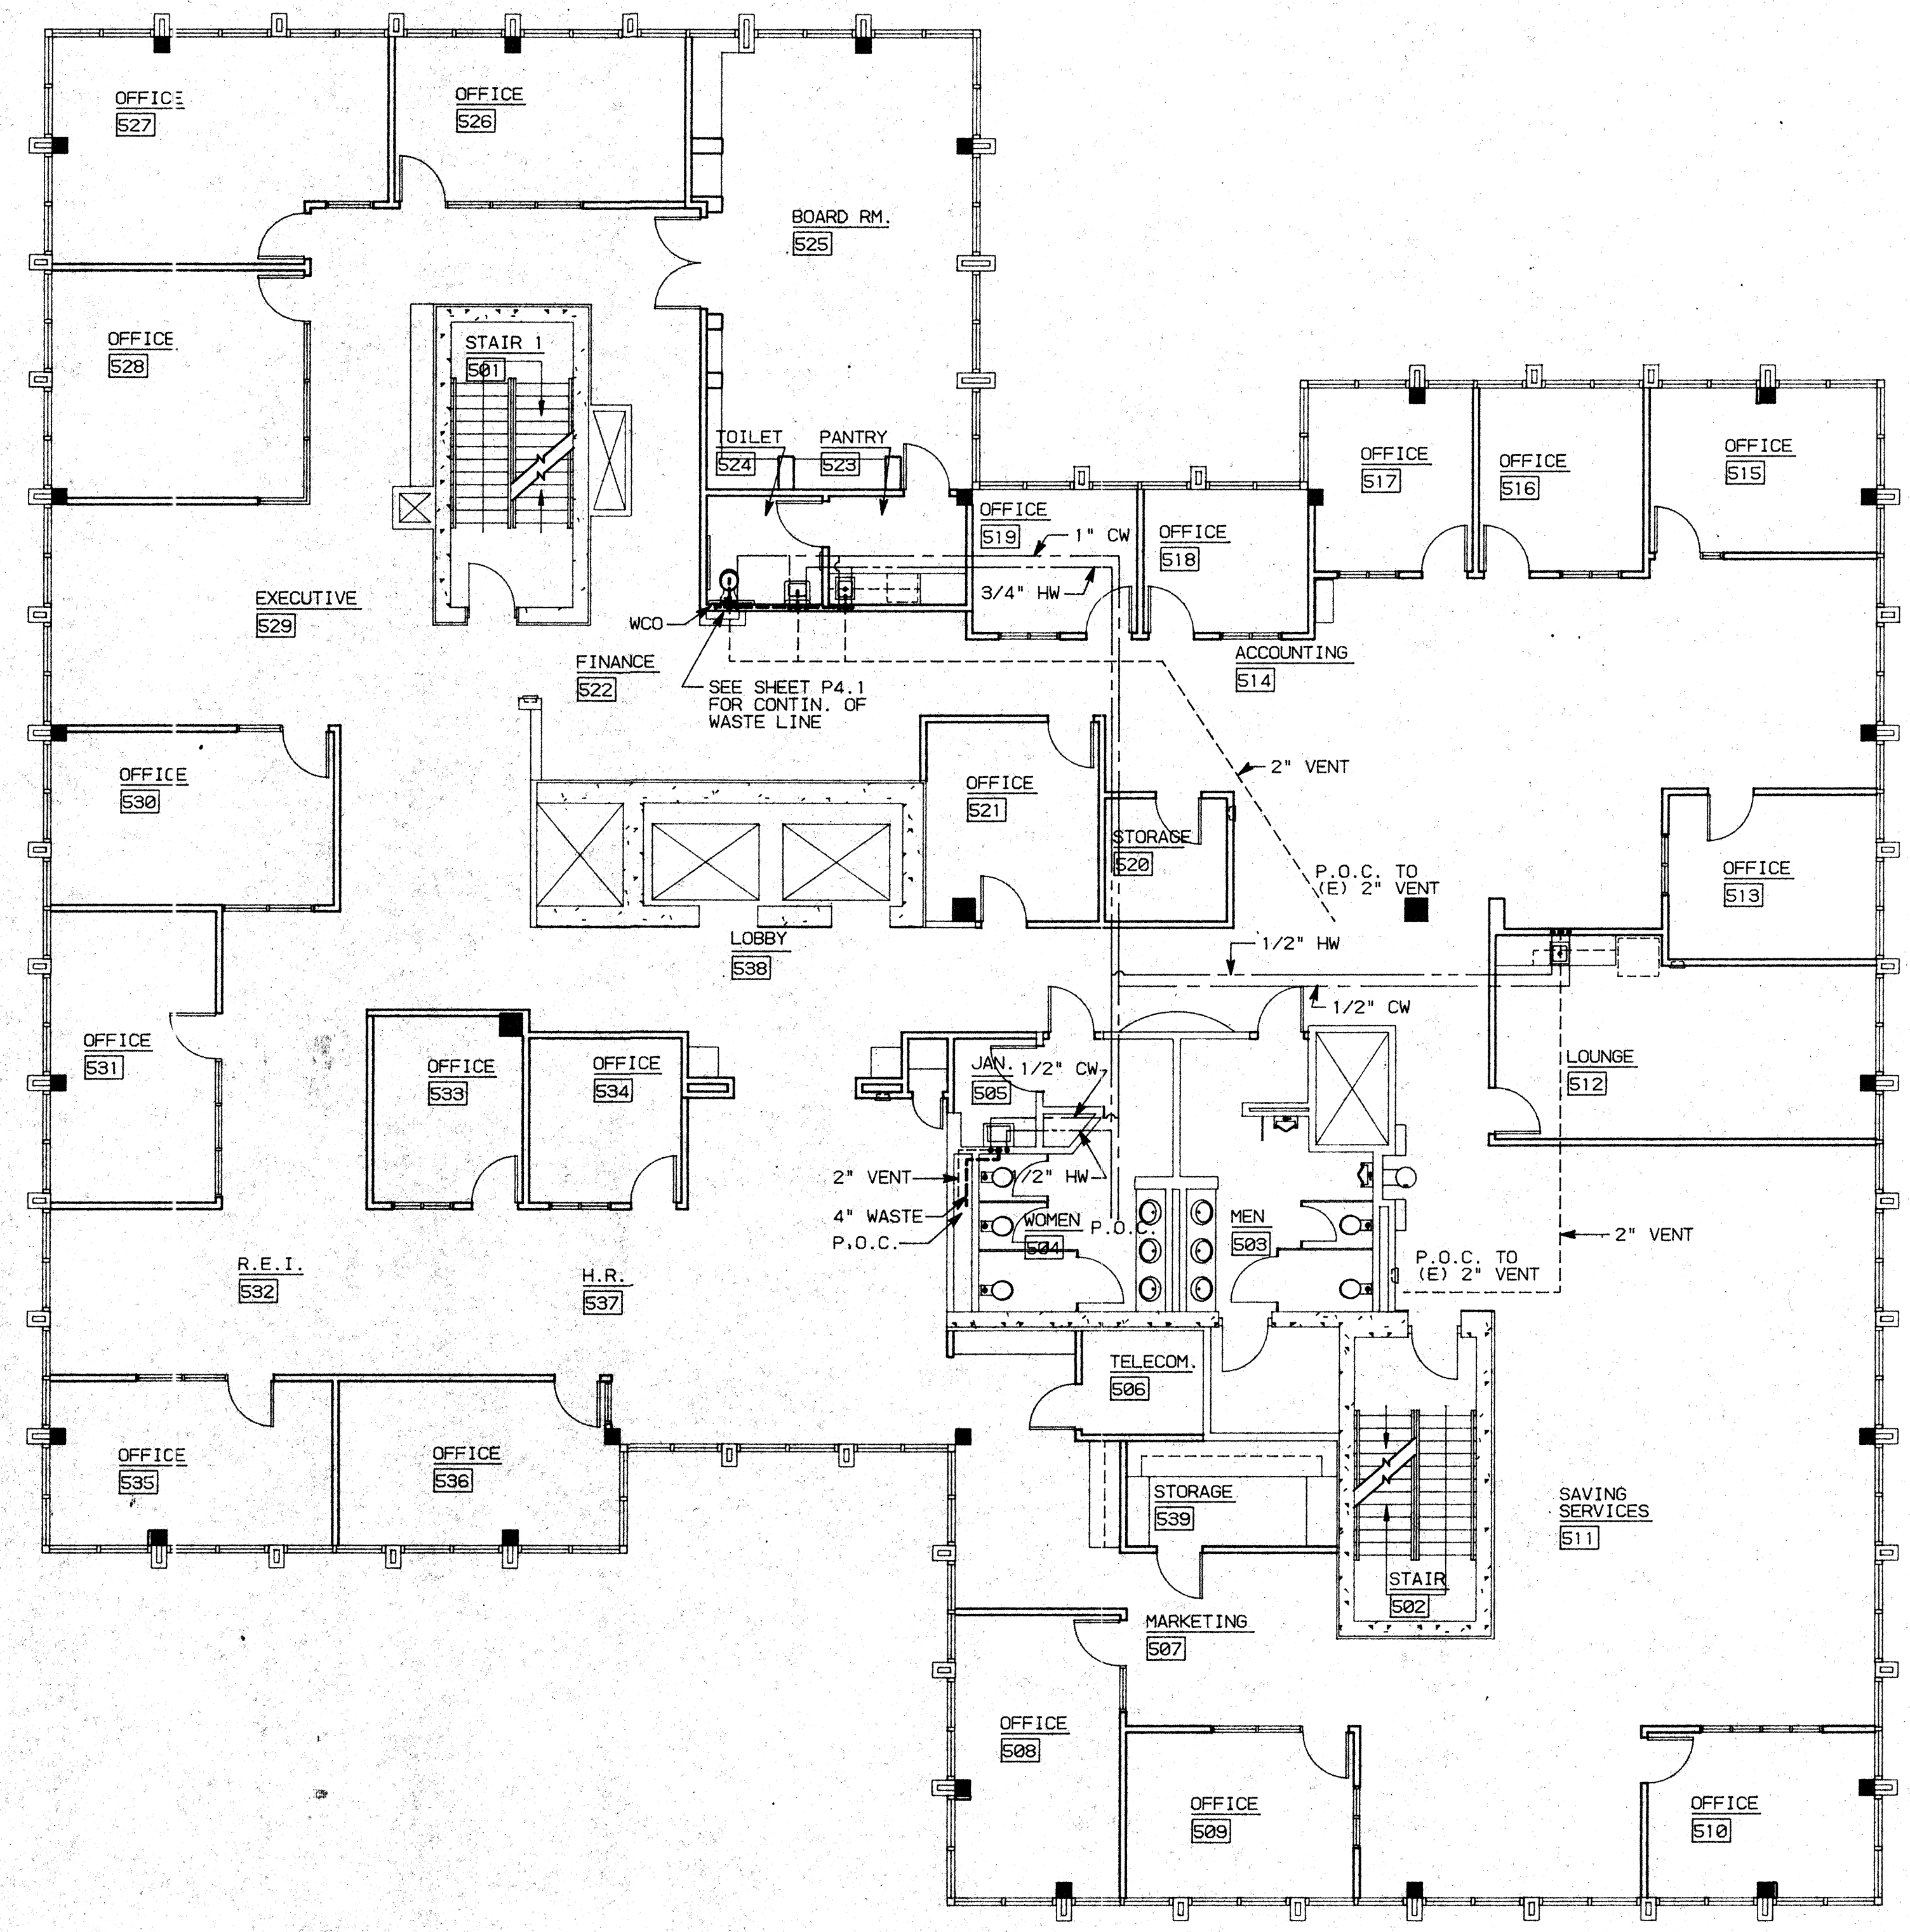 OFFICE
527
OFFICE
526
BOARD RM.
525
OFFICE
528
STAIR 1
501
TOILET
524
PANTRY
523
OFFICE
517
OFFICE
516
OFFICE
515
OFFICE
519
1" CW
OFFICE
518
3/4" HW
EXECUTIVE
529
WCO
FINANCE
522
SEE SHEET P4.1
FOR CONTIN. OF
WASTE LINE
ACCOUNTING
514
2" VENT
OFFICE
530
OFFICE
521
STORAGE
520
P.O.C. TO
(E) 2" VENT
OFFICE
513
LOBBY
538
1/2" HW
1/2" CW
OFFICE
531
OFFICE
533
OFFICE
534
JAN.
505
1/2" CW
LOUNGE
512
2" VENT
1/2" HW
4" WASTE
P.O.C.
WOMEN
504
P.O.C.
MEN
503
2" VENT
P.O.C. TO
(E) 2" VENT
R.E.I.
532
H.R.
537
TELECOM.
506
OFFICE
535
OFFICE
536
STORAGE
539
SAVING
SERVICES
511
STAIR
502
MARKETING
507
OFFICE
508
OFFICE
509
OFFICE
510